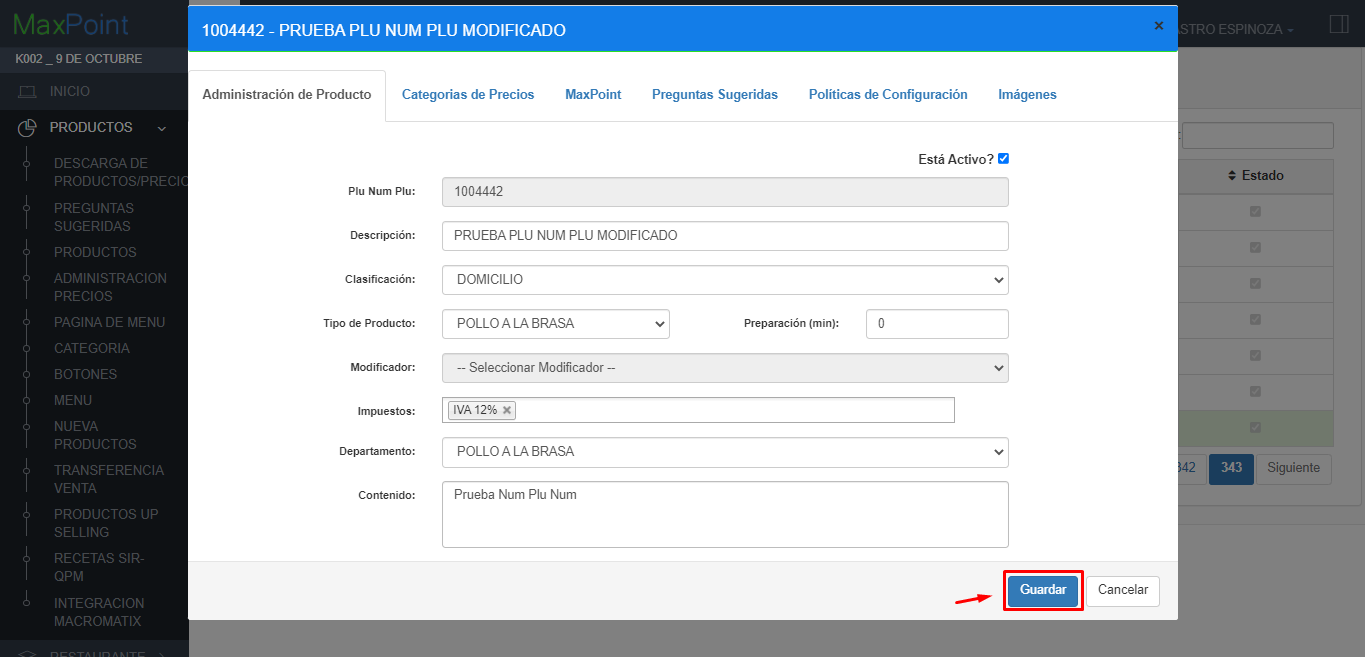 MaxPoint
K002 _ 9 DE OCTUBRE
INICIO
PRODUCTOS
DESCARGA DE
PRODUCTOS/PRECIO
PREGUNTAS
SUGERIDAS
PRODUCTOS
ADMINISTRACION
PRECIOS
PAGINA DE MENU
CATEGORIA
BOTONES
MENU
NUEVA
PRODUCTOS
TRANSFERENCIA
VENTA
PRODUCTOS UP
SELLING
RECETAS SIR-
QPM
INTEGRACION
MACROMATIX
RESTAURANTE
1004442 - PRUEBA PLU NUM PLU MODIFICADO
ASTRO ESPINOZA
Administración de Producto
Categorias de Precios
MaxPoint
Preguntas Sugeridas
Políticas de Configuración
Imágenes
Está Activo?
Plu Num Plu: 1004442
Descripción: PRUEBA PLU NUM PLU MODIFICADO
Clasificación: DOMICILIO
Tipo de Producto: POLLO A LA BRASA Preparación (min): 0
Modificador: -- Seleccionar Modificador --
Impuestos: IVA 12%
Departamento: POLLO A LA BRASA
Contenido: Prueba Num Plu Num
Guardar Cancelar
Estado
342 343 Siguiente